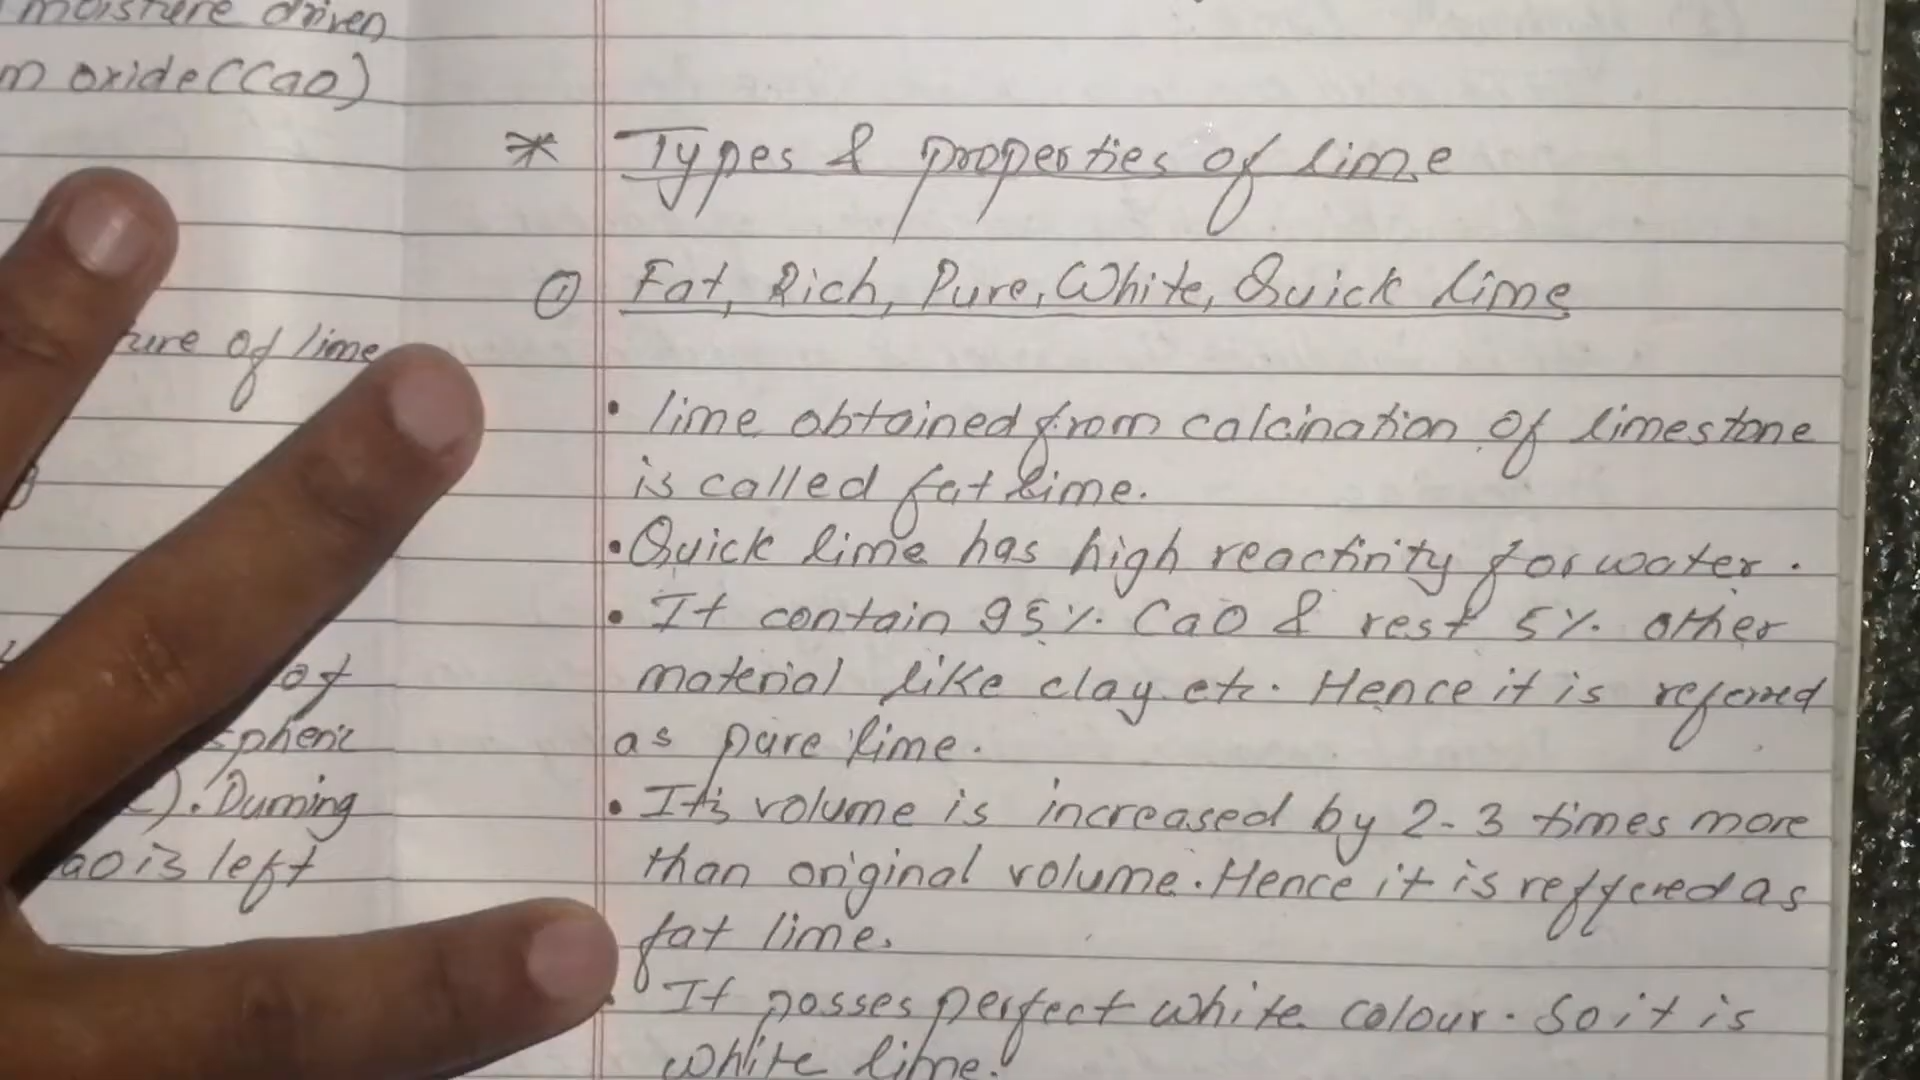 moisture driven
oxide (CaO)
of lime
of
. During
is left
* Types & properties of lime
① Fat, Rich, Pure, White, Quick lime
• lime obtained from calcination of limestone
is called fat lime.
• Quick lime has high reactivity for water.
• It contain 95% CaO & rest 5% other
material like clay etc. Hence it is referred
as pure lime.
• It's volume is increased by 2-3 times more
than original volume. Hence it is reffered as
fat lime.
• It posses perfect white colour. So it is
white lime.